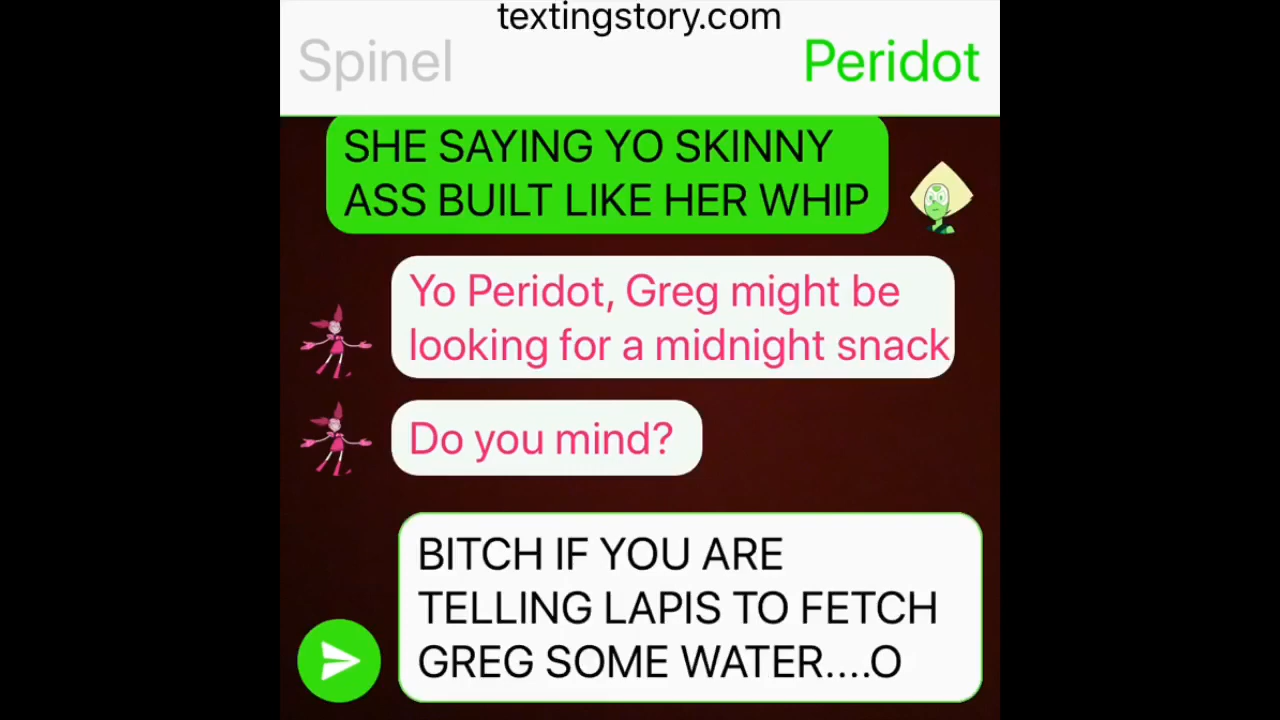 textingstory.com
Spinel
Peridot
SHE SAYING YO SKINNY
ASS BUILT LIKE HER WHIP
Yo Peridot, Greg might be
looking for a midnight snack
Do you mind?
BITCH IF YOU ARE
TELLING LAPIS TO FETCH
GREG SOME WATER....O